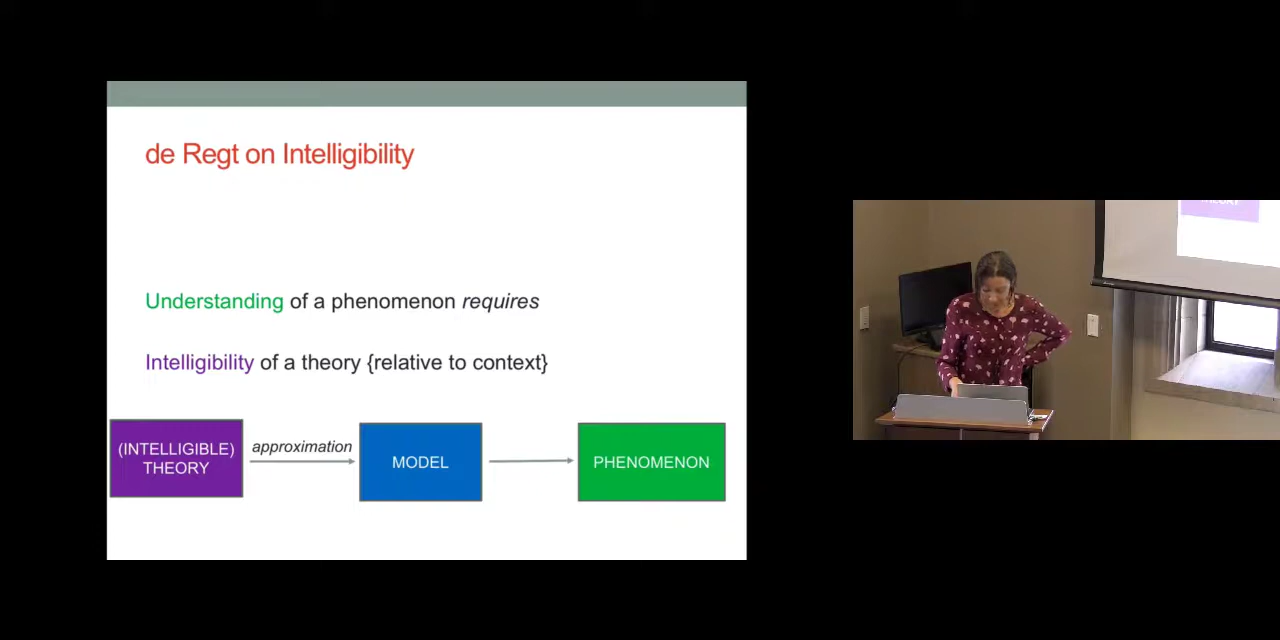 de Regt on Intelligibility
Understanding of a phenomenon requires
Intelligibility of a theory {relative to context}
(INTELLIGIBLE)
THEORY
approximation
MODEL
PHENOMENON
THEORY